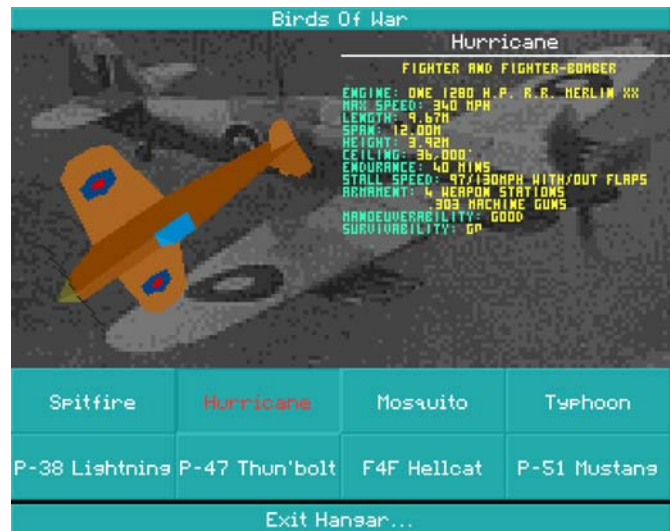 Birds Of War
Hurricane
FIGHTER AND FIGHTER-BOMBER
ENGINE: ONE 1280 H.P. R.R. MERLIN XX
MAX SPEED: 340 MPH
LENGTH: 9.67M
SPAN: 12.00M
HEIGHT: 3.92M
CEILING: 36,000'
ENDURANCE: 40 MINS
STALL SPEED: 97/130MPH WITH/OUT FLAPS
ARMAMENT: 4 WEAPON STATIONS
.303 MACHINE GUNS
MANOEUVERABILITY: GOOD
SURVIVABILITY: GO
Spitfire Hurricane Mosquito Typhoon
P-38 Lightning P-47 Thun'bolt F4F Hellcat P-51 Mustang
Exit Hangar...